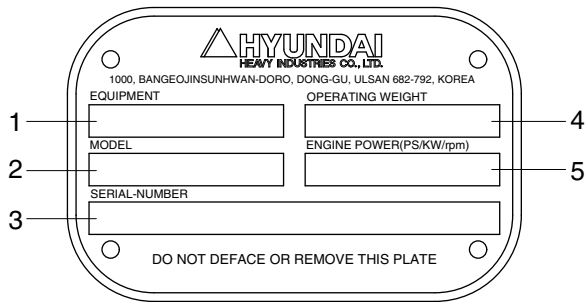 HYUNDAI
HEAVY INDUSTRIES CO., LTD.
1000, BANGEOJINSUNHWAN-DORO, DONG-GU, ULSAN 682-792, KOREA
EQUIPMENT OPERATING WEIGHT
1 4
MODEL ENGINE POWER(PS/KW/rpm)
2 5
SERIAL-NUMBER
3
DO NOT DEFACE OR REMOVE THIS PLATE